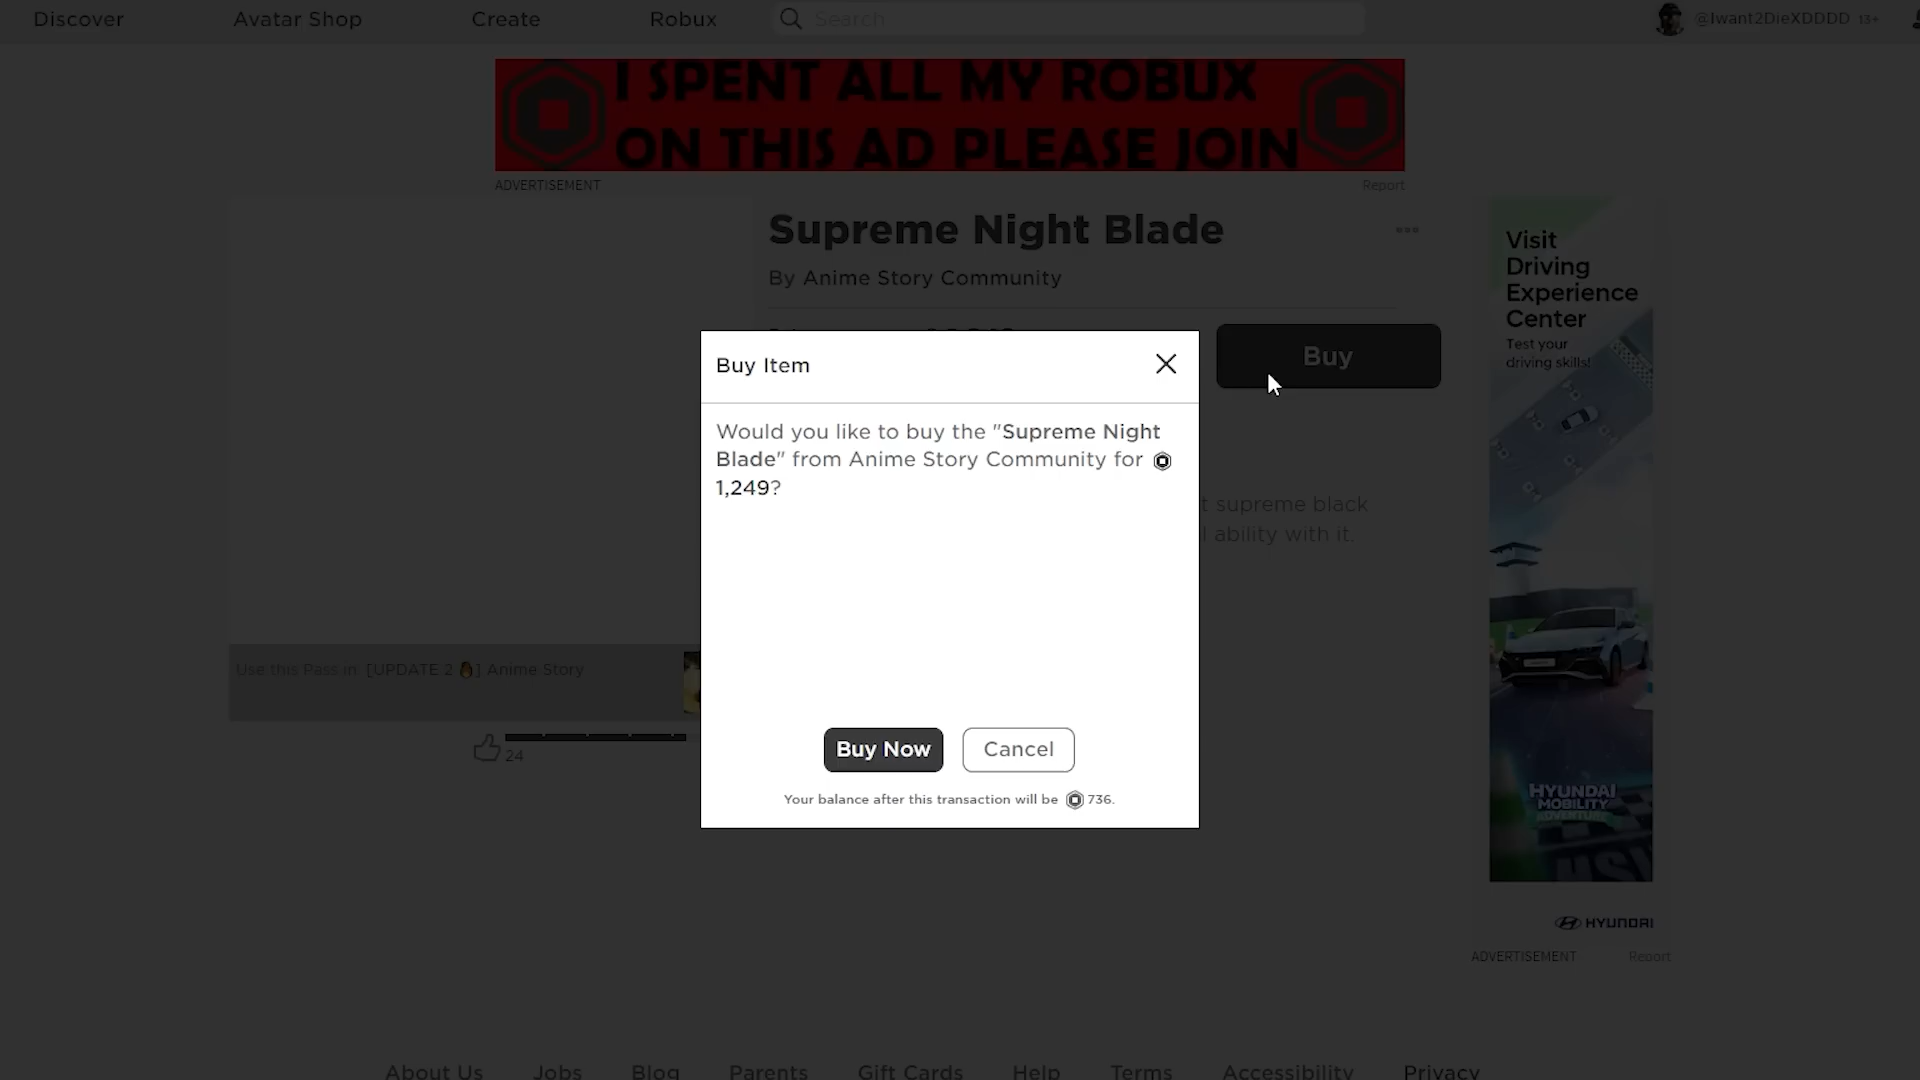 Discover Avatar Shop Create Robux Search @Iwant2DieXDDDD 13+
I SPENT ALL MY ROBUX
ON THIS AD PLEASE JOIN
ADVERTISEMENT Report
Supreme Night Blade
By Anime Story Community
Buy
Buy Item
Would you like to buy the "Supreme Night
Blade" from Anime Story Community for
1,249?
t supreme black
ability with it.
Use this Pass in: [UPDATE 2 ] Anime Story
24
Buy Now Cancel
Your balance after this transaction will be 736.
Visit
Driving
Experience
Center
Test your
driving skills!
HYUNDAI
MOBILITY
ADVENTURE
HYUNDAI
ADVERTISEMENT Report
About Us Jobs Blog Parents Gift Cards Help Terms Accessibility Privacy